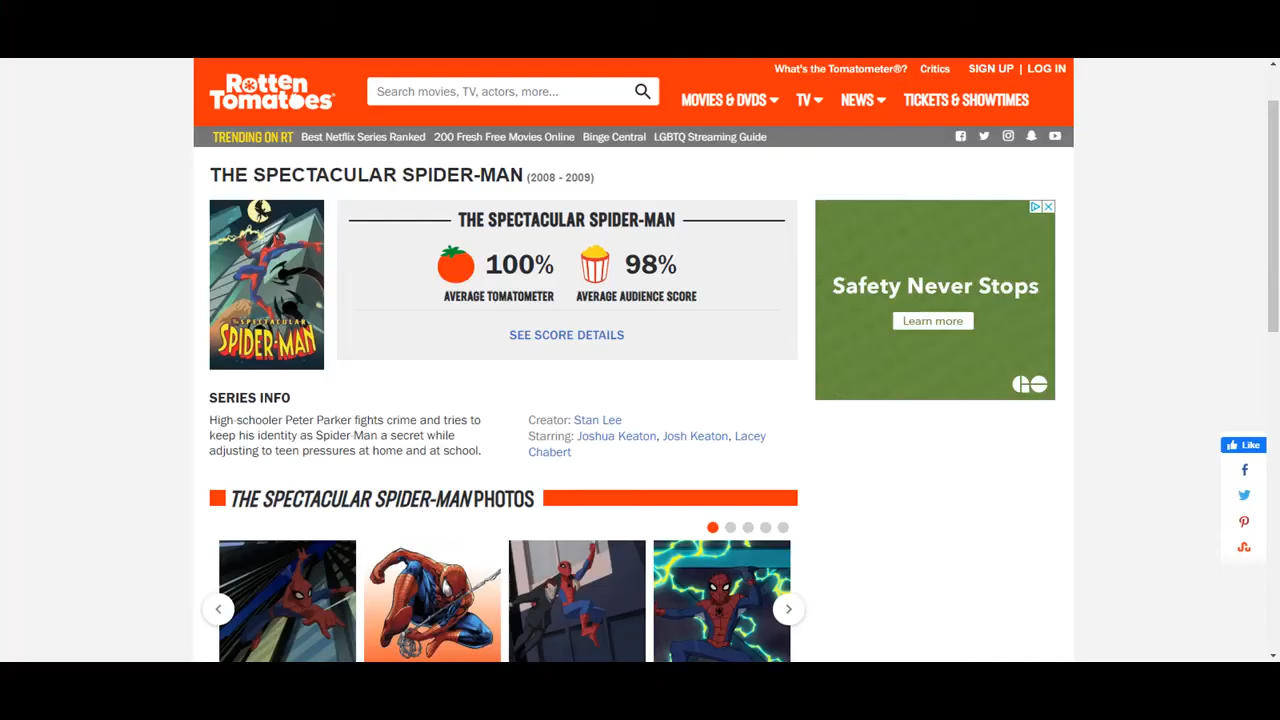 What's the Tomatometer®? Critics SIGN UP | LOG IN
Rotten
Tomatoes
Search movies, TV, actors, more...
MOVIES & DVDS TV NEWS TICKETS & SHOWTIMES
TRENDING ON RT Best Netflix Series Ranked 200 Fresh Free Movies Online Binge Central LGBTQ Streaming Guide
THE SPECTACULAR SPIDER-MAN (2008 - 2009)
THE SPECTACULAR SPIDER-MAN
100% 98%
AVERAGE TOMATOMETER AVERAGE AUDIENCE SCORE
SEE SCORE DETAILS
THE SPECTACULAR
SPIDER-MAN
Safety Never Stops
Learn more
GO
SERIES INFO
High-schooler Peter Parker fights crime and tries to
keep his identity as Spider-Man a secret while
adjusting to teen pressures at home and at school.
Creator: Stan Lee
Starring: Joshua Keaton, Josh Keaton, Lacey
Chabert
Like
THE SPECTACULAR SPIDER-MAN PHOTOS